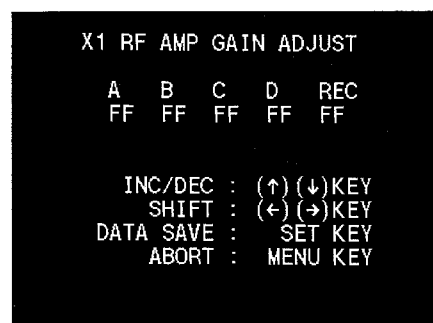 X1 RF AMP GAIN ADJUST
A B C D REC
FF FF FF FF FF
INC/DEC : (↑)(↓)KEY
SHIFT : (←)(→)KEY
DATA SAVE : SET KEY
ABORT : MENU KEY